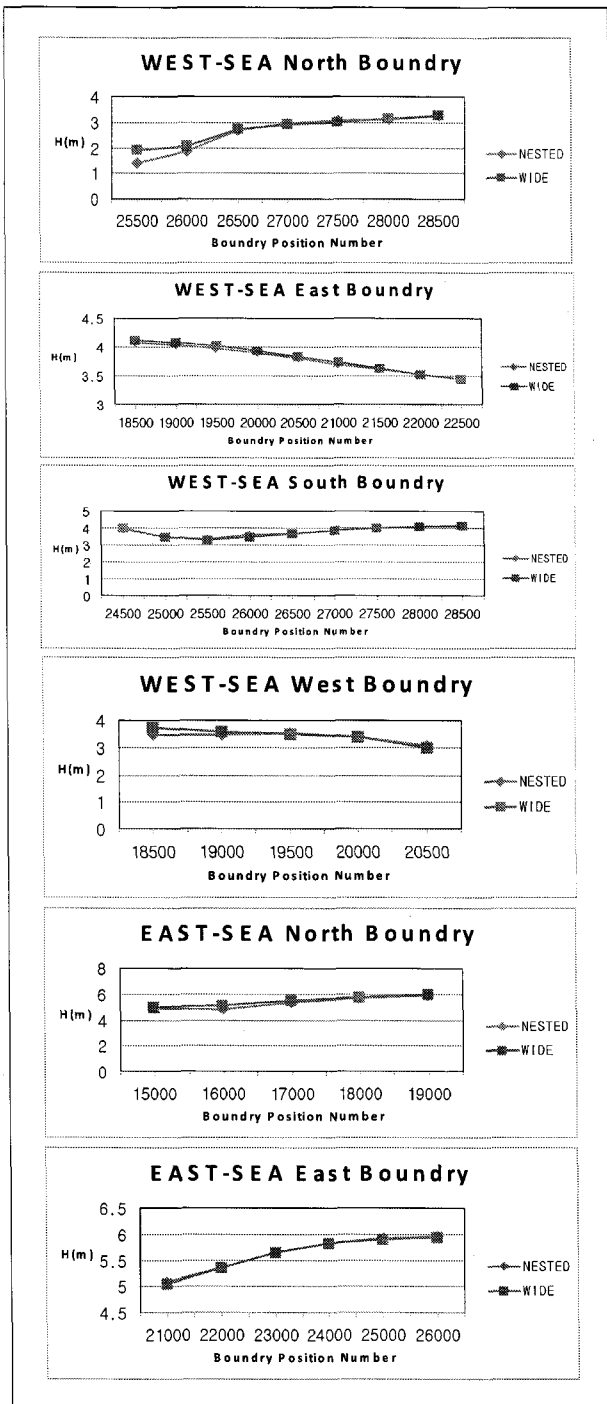 WEST-SEA North Boundry
4
3
2
1
0
H(m)
25500 26000 26500 27000 27500 28000 28500
Boundry Position Number
NESTED
WIDE
WEST-SEA East Boundry
4.5
4
3.5
3
H(m)
18500 19000 19500 20000 20500 21000 21500 22000 22500
Boundry Position Number
NESTED
WIDE
WEST-SEA South Boundry
5
4
3
2
1
0
H(m)
24500 25000 25500 26000 26500 27000 27500 28000 28500
Boundry Position Number
NESTED
WIDE
WEST-SEA West Boundry
4
3
2
1
0
H(m)
18500 19000 19500 20000 20500
Boundry Position Number
NESTED
WIDE
EAST-SEA North Boundry
8
6
4
2
0
H(m)
15000 16000 17000 18000 19000
Boundry Position Number
NESTED
WIDE
EAST-SEA East Boundry
6.5
6
5.5
5
4.5
H(m)
21000 22000 23000 24000 25000 26000
Boundry Position Number
NESTED
WIDE